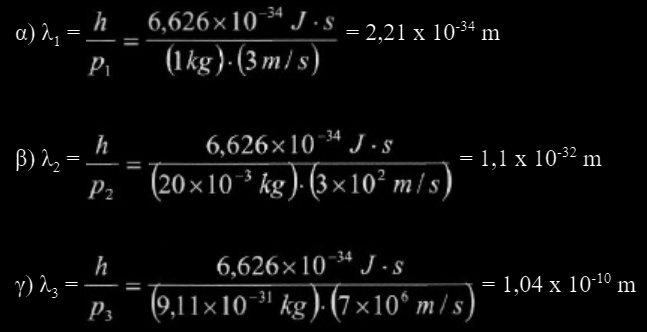 α) λ₁ = h / p₁ = 6,626×10⁻³⁴ J·s / (1kg)·(3m/s) = 2,21 x 10⁻³⁴ m
β) λ₂ = h / p₂ = 6,626×10⁻³⁴ J·s / (20×10⁻³ kg)·(3×10² m/s) = 1,1 x 10⁻³² m
γ) λ₃ = h / p₃ = 6,626×10⁻³⁴ J·s / (9,11×10⁻³¹ kg)·(7×10⁶ m/s) = 1,04 x 10⁻¹⁰ m